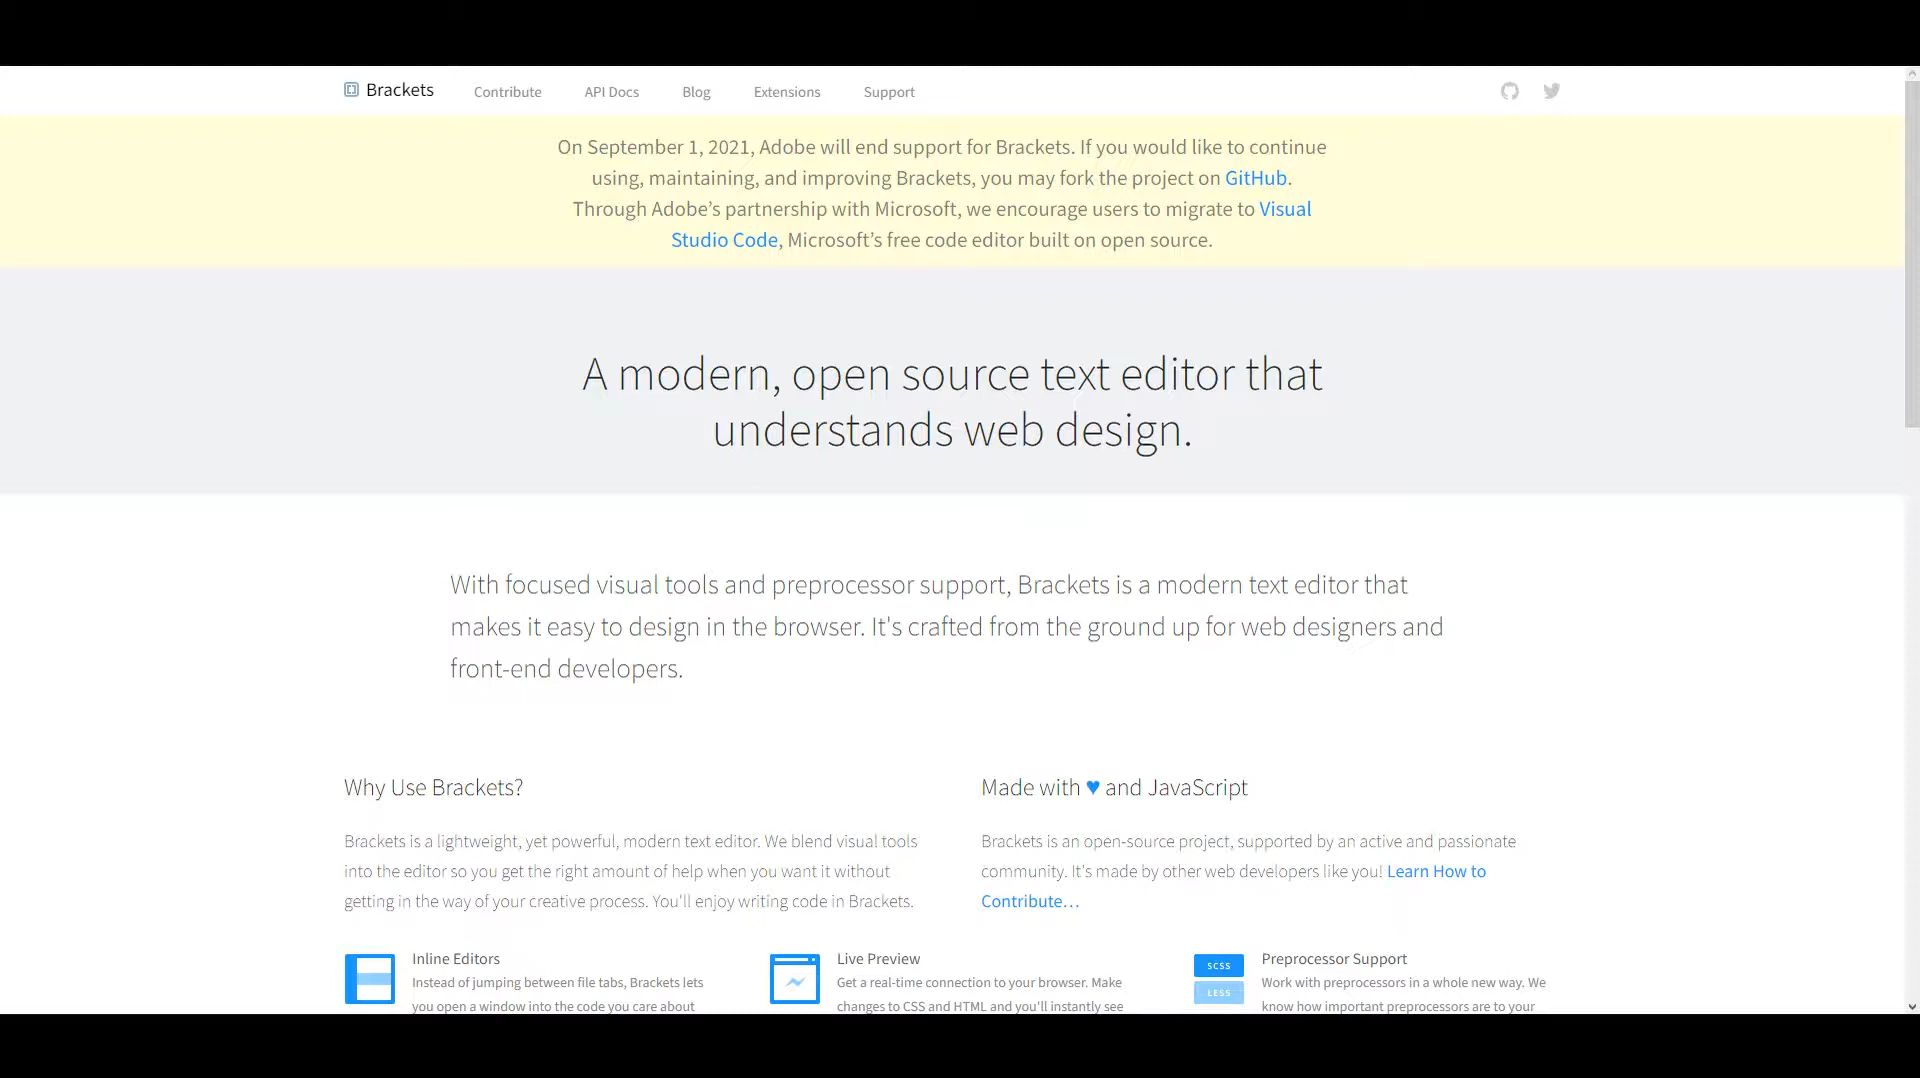 Brackets Contribute API Docs Blog Extensions Support
On September 1, 2021, Adobe will end support for Brackets. If you would like to continue
using, maintaining, and improving Brackets, you may fork the project on GitHub.
Through Adobe’s partnership with Microsoft, we encourage users to migrate to Visual
Studio Code, Microsoft’s free code editor built on open source.
A modern, open source text editor that
understands web design.
With focused visual tools and preprocessor support, Brackets is a modern text editor that
makes it easy to design in the browser. It's crafted from the ground up for web designers and
front-end developers.
Why Use Brackets?
Brackets is a lightweight, yet powerful, modern text editor. We blend visual tools
into the editor so you get the right amount of help when you want it without
getting in the way of your creative process. You'll enjoy writing code in Brackets.
Made with ♥ and JavaScript
Brackets is an open-source project, supported by an active and passionate
community. It's made by other web developers like you! Learn How to
Contribute…
Inline Editors
Instead of jumping between file tabs, Brackets lets
you open a window into the code you care about
Live Preview
Get a real-time connection to your browser. Make
changes to CSS and HTML and you'll instantly see
SCSS
LESS
Preprocessor Support
Work with preprocessors in a whole new way. We
know how important preprocessors are to your